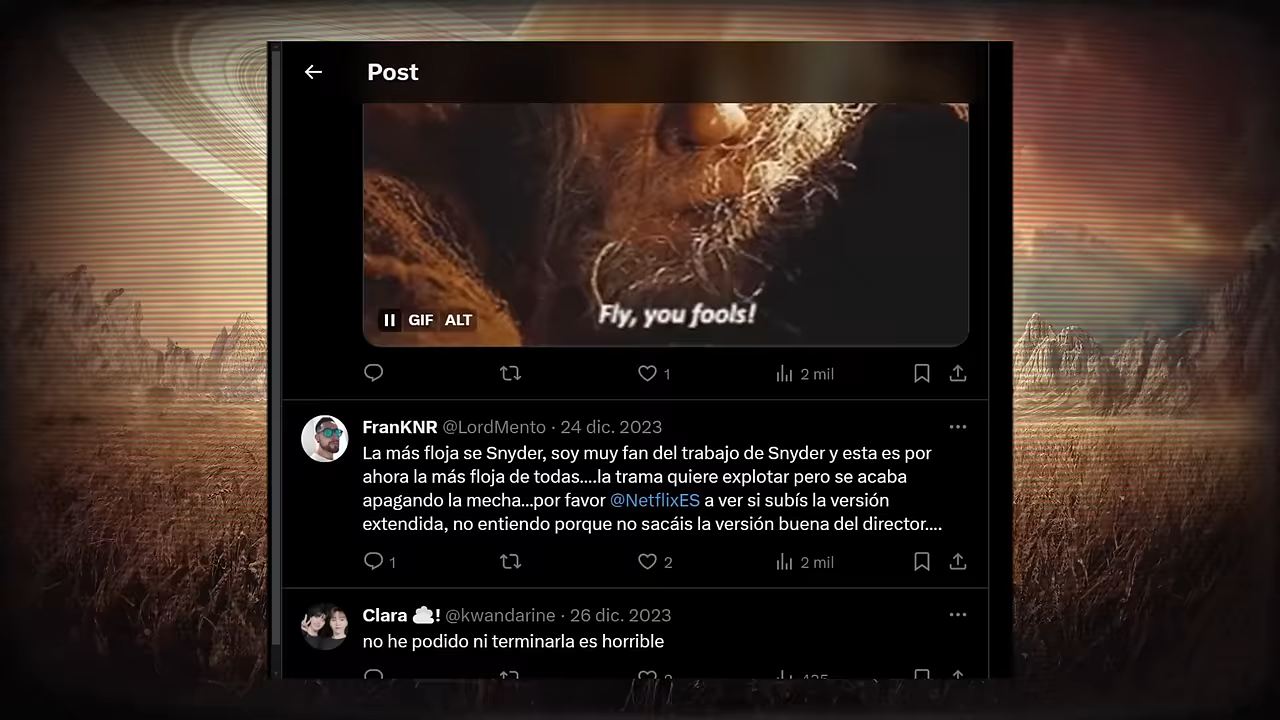 Post
Fly, you fools!
GIF ALT
1
2 mil
FranKNR @LordMento · 24 dic. 2023
La más floja se Snyder, soy muy fan del trabajo de Snyder y esta es por
ahora la más floja de todas....la trama quiere explotar pero se acaba
apagando la mecha...por favor @NetflixES a ver si subís la versión
extendida, no entiendo porque no sacáis la versión buena del director....
1
2
2 mil
Clara ☁️! @kwandarine · 26 dic. 2023
no he podido ni terminarla es horrible